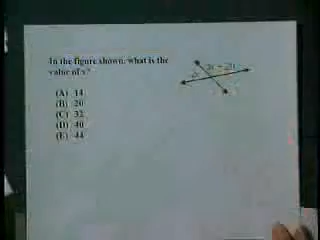 In the figure shown, what is the
value of x?
(A) 14
(B) 20
(C) 32
(D) 40
(E) 44